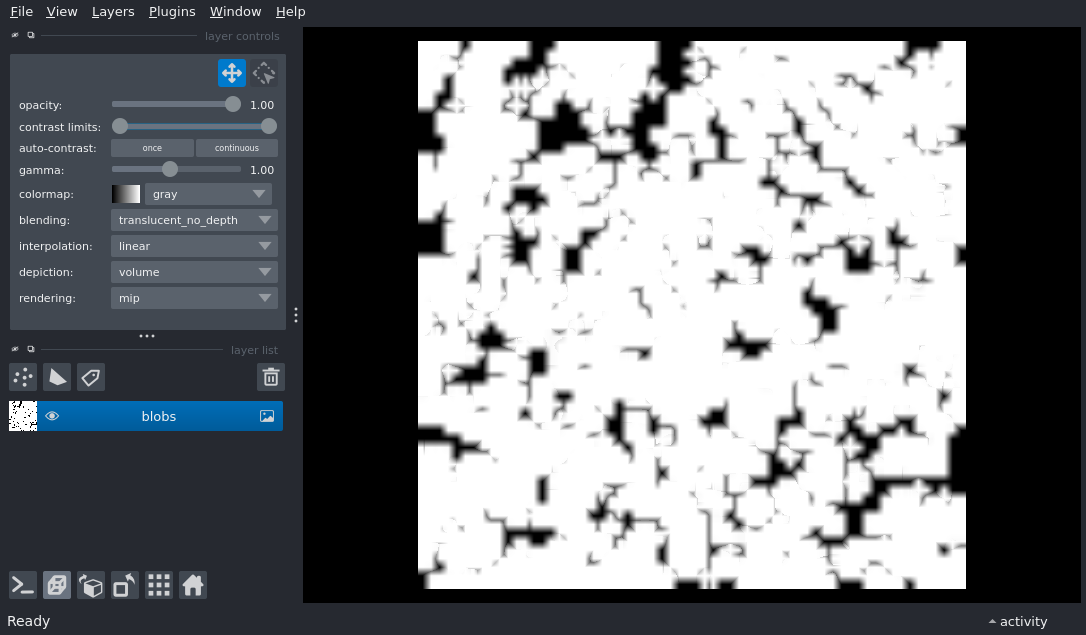 File View Layers Plugins Window Help
layer controls
opacity: 1.00
contrast limits:
auto-contrast: once continuous
gamma: 1.00
colormap: gray
blending: translucent_no_depth
interpolation: linear
depiction: volume
rendering: mip
layer list
blobs
Ready activity